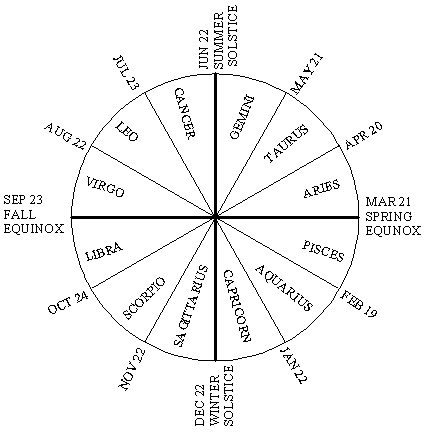 JUN 22
SUMMER
SOLSTICE
JUL 23
MAY 21
CANCER
GEMINI
LEO
TAURUS
AUG 22
APR 20
VIRGO
ARIES
SEP 23
FALL
EQUINOX
MAR 21
SPRING
EQUNOX
LIBRA
PISCES
SCORPIO
AQUARIUS
SAGITTARIUS
CAPRICORN
OCT 24
FEB 19
NOV 22
JAN 22
DEC 22
WINTER
SOLSTICE